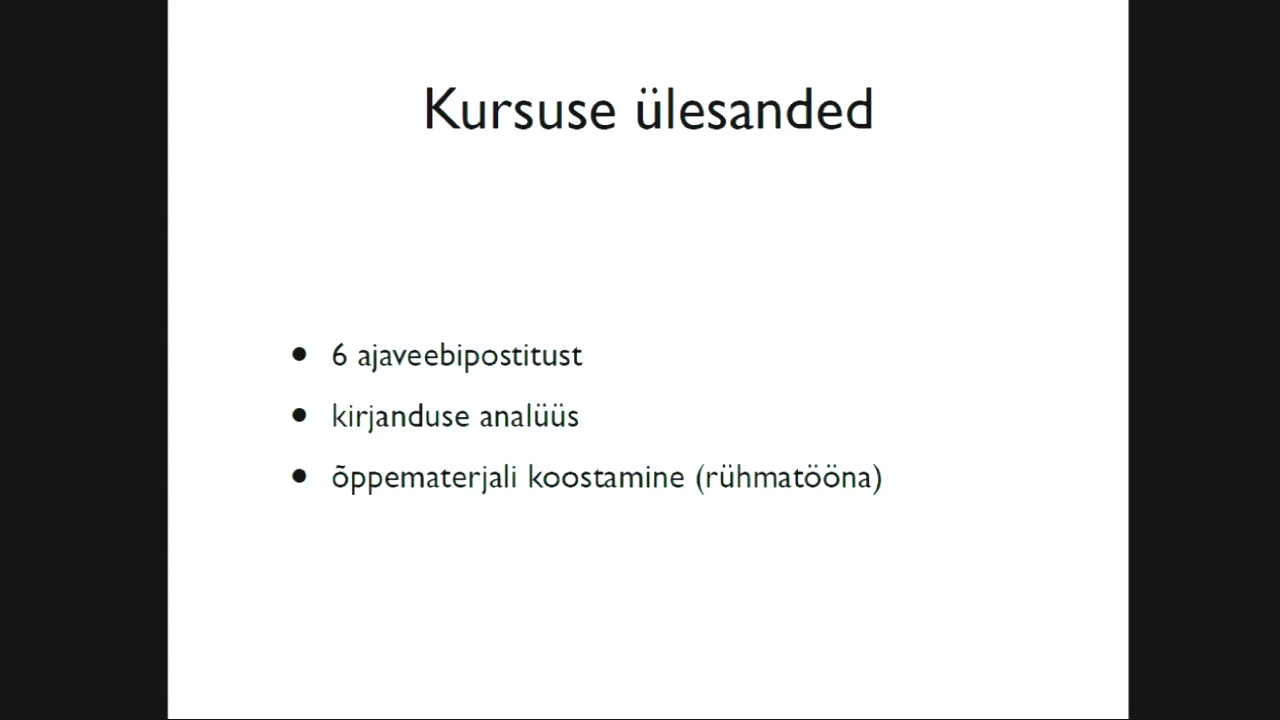 Kursuse ülesanded
• 6 ajaveebipostitust
• kirjanduse analüüs
• õppematerjali koostamine (rühmatööna)